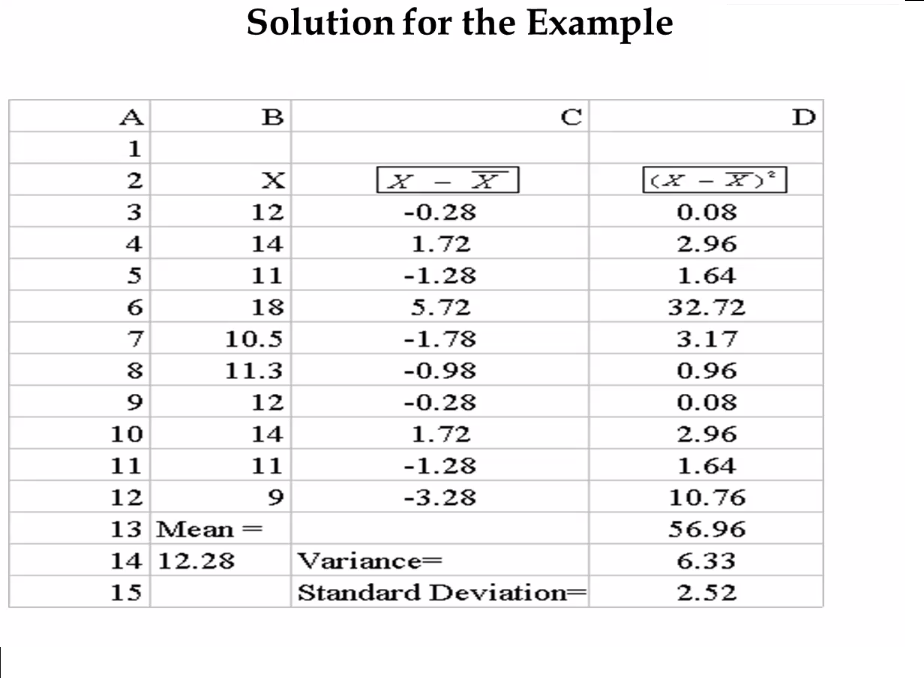 Solution for the Example
A B C D
1
2 X X − X̅ (X − X̅)²
3 12 -0.28 0.08
4 14 1.72 2.96
5 11 -1.28 1.64
6 18 5.72 32.72
7 10.5 -1.78 3.17
8 11.3 -0.98 0.96
9 12 -0.28 0.08
10 14 1.72 2.96
11 11 -1.28 1.64
12 9 -3.28 10.76
13 Mean = 56.96
14 12.28 Variance= 6.33
15 Standard Deviation= 2.52